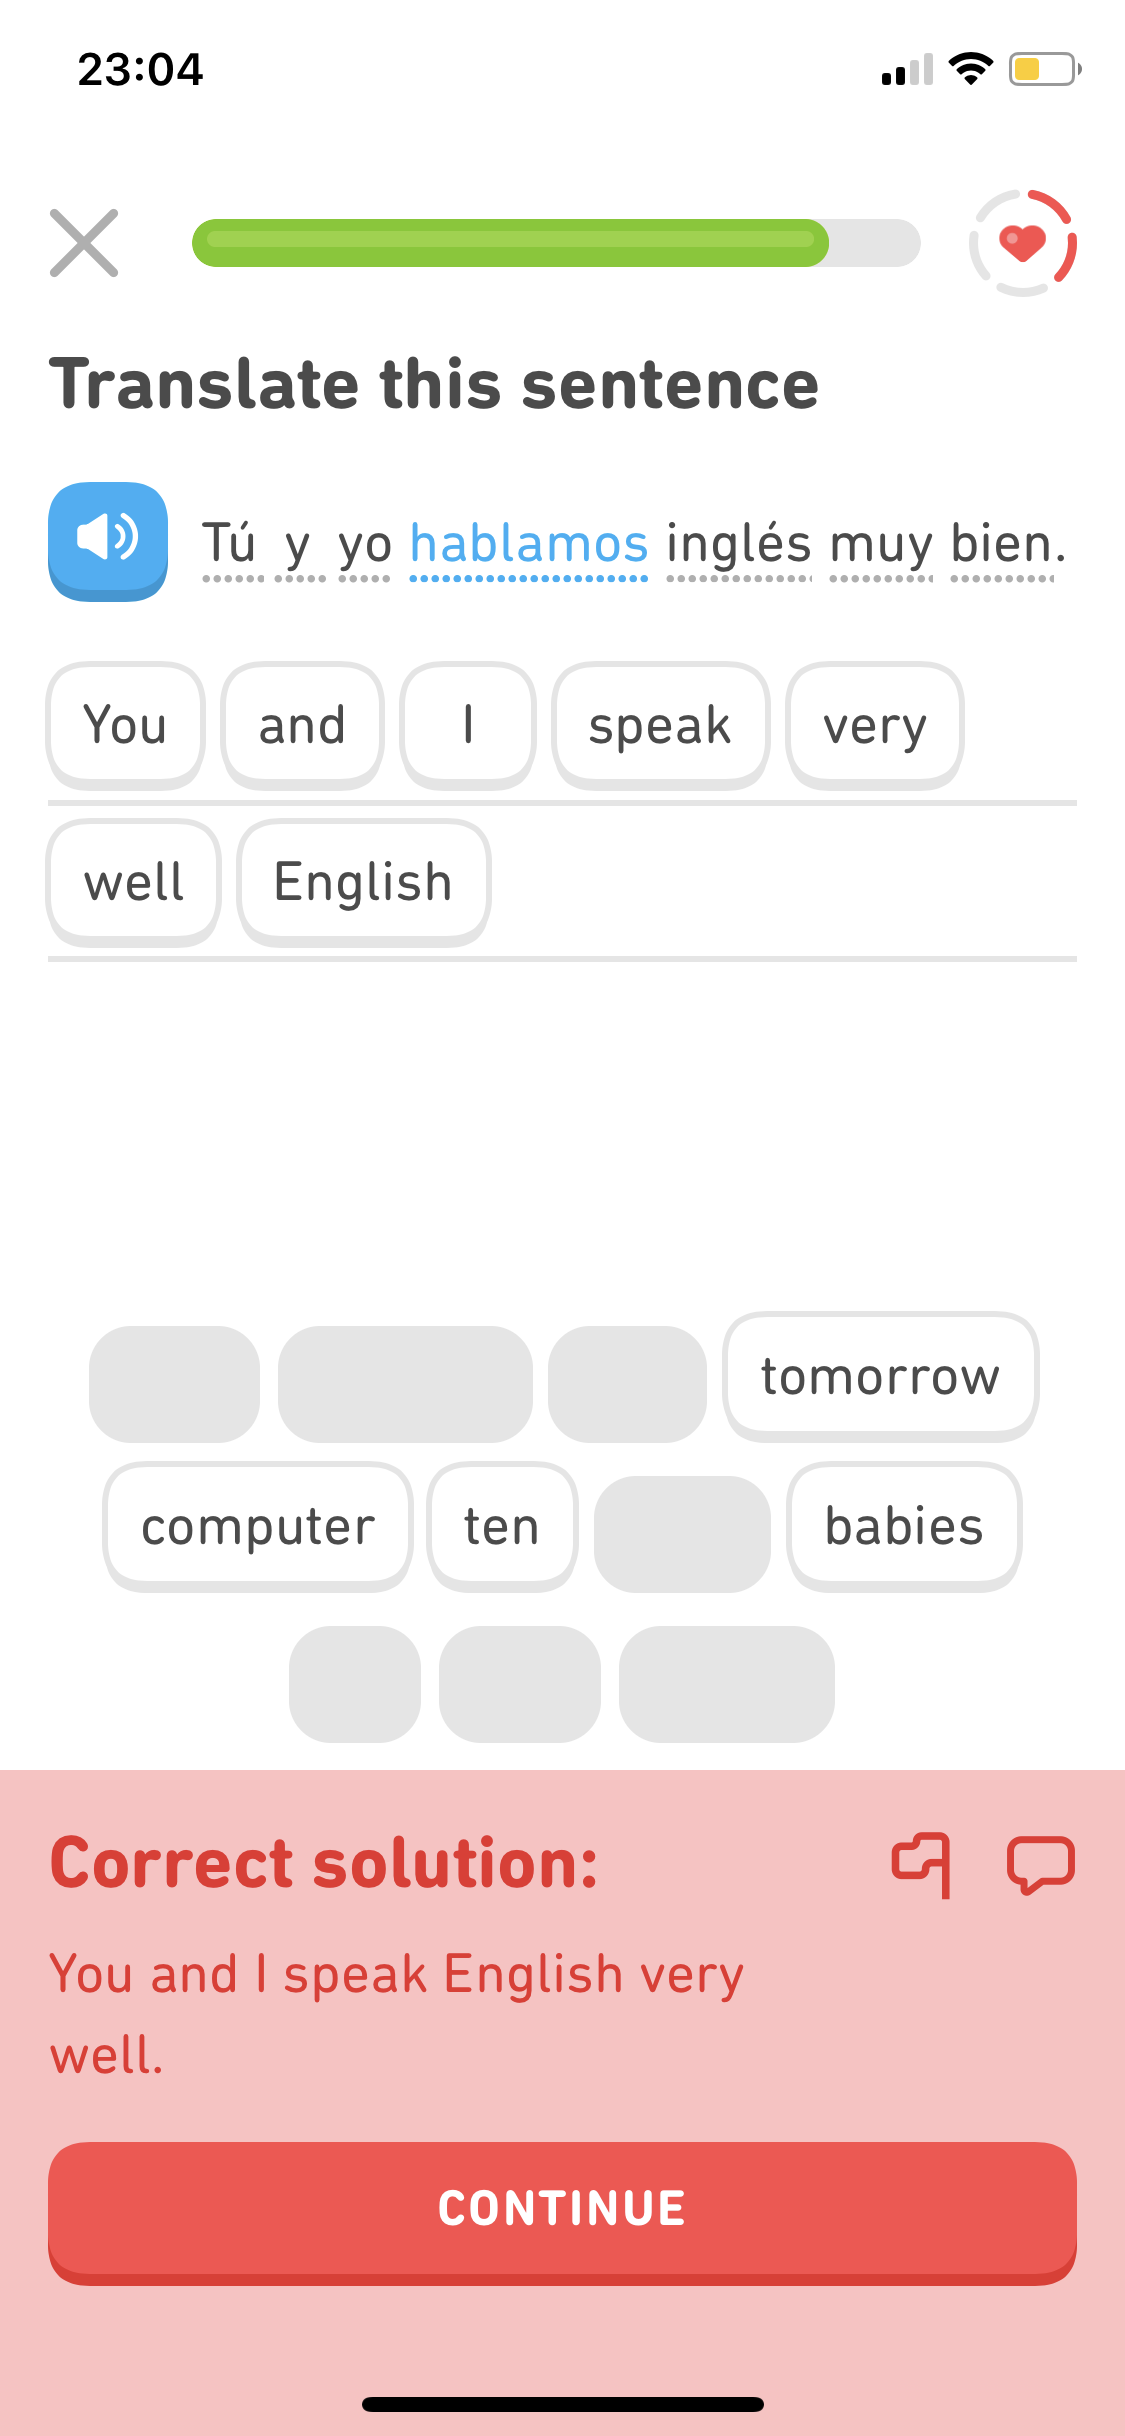 23:04
Translate this sentence
Tú y yo hablamos inglés muy bien.
You and I speak very
well English
tomorrow
computer ten babies
Correct solution:
You and I speak English very
well.
CONTINUE